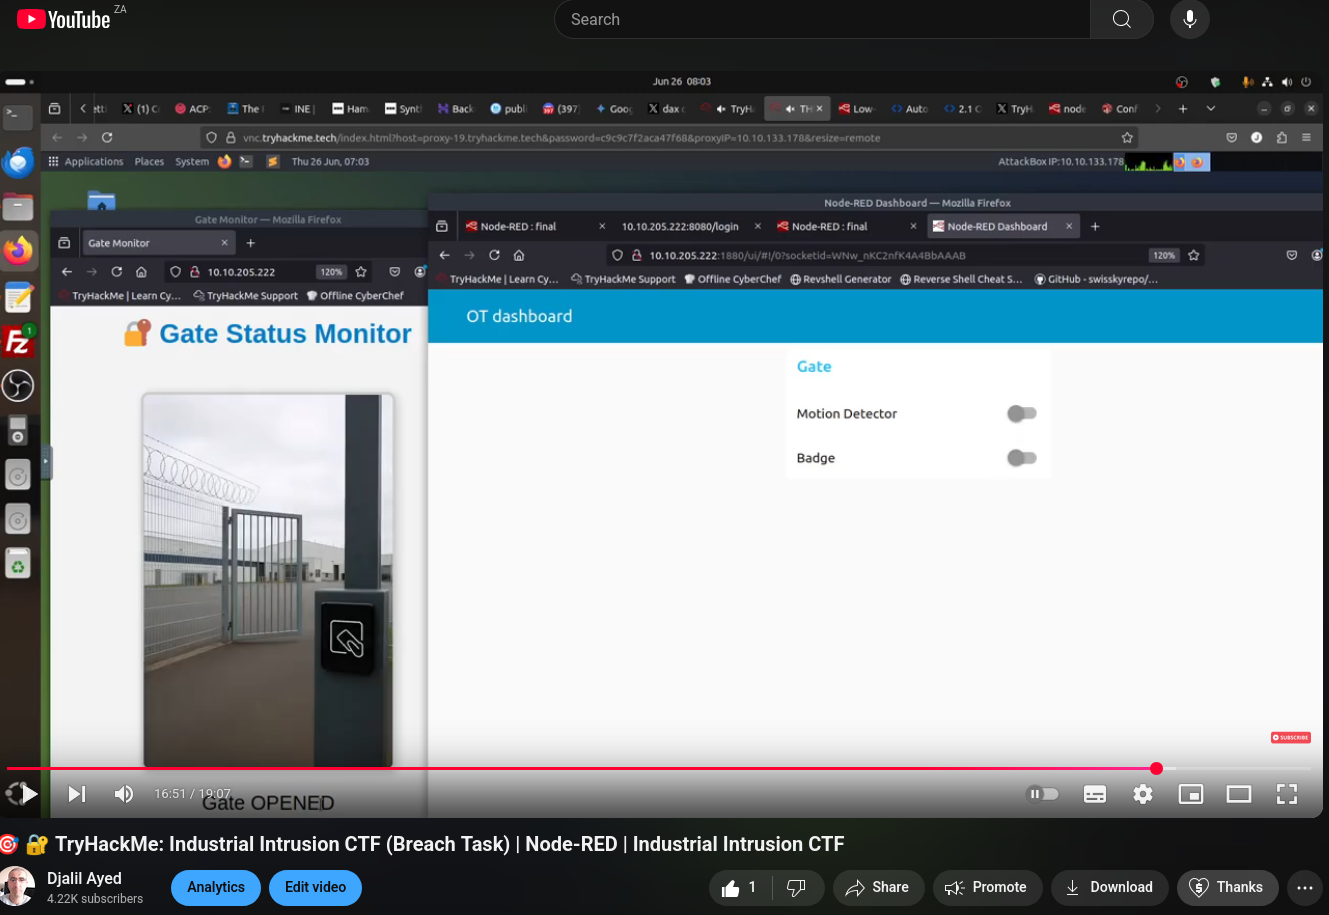 YouTube ZA
Search
Jun 26 08:03
(1) C
ACP:
The
INE |
Ham
Synt
Back
publ
(397)
Goo
dax
TryH
TH
Low-
Auto
2.1 C
TryH
node
Conf
vnc.tryhackme.tech/index.html?host=proxy-19.tryhackme.tech&password=c9c9c7f2aca47f68&proxyIP=10.10.133.178&resize=remote
Applications Places System Thu 26 Jun, 07:03 AttackBox IP:10.10.133.178
Gate Monitor — Mozilla Firefox
Gate Monitor
10.10.205.222 120%
TryHackMe | Learn Cy... TryHackMe Support Offline CyberChef
Gate Status Monitor
Gate OPENED
Node-RED Dashboard — Mozilla Firefox
Node-RED : final 10.10.205.222:8080/login Node-RED : final Node-RED Dashboard
10.10.205.222:1880/ui/#!/0?socketid=WNw_nKC2nfK4A4BbAAAB 120%
TryHackMe | Learn Cy... TryHackMe Support Offline CyberChef Revshell Generator Reverse Shell Cheat S... GitHub - swisskyrepo/...
OT dashboard
Gate
Motion Detector
Badge
SUBSCRIBE
16:51 / 19:07
TryHackMe: Industrial Intrusion CTF (Breach Task) | Node-RED | Industrial Intrusion CTF
Djalil Ayed
4.22K subscribers
Analytics
Edit video
1
Share
Promote
Download
Thanks